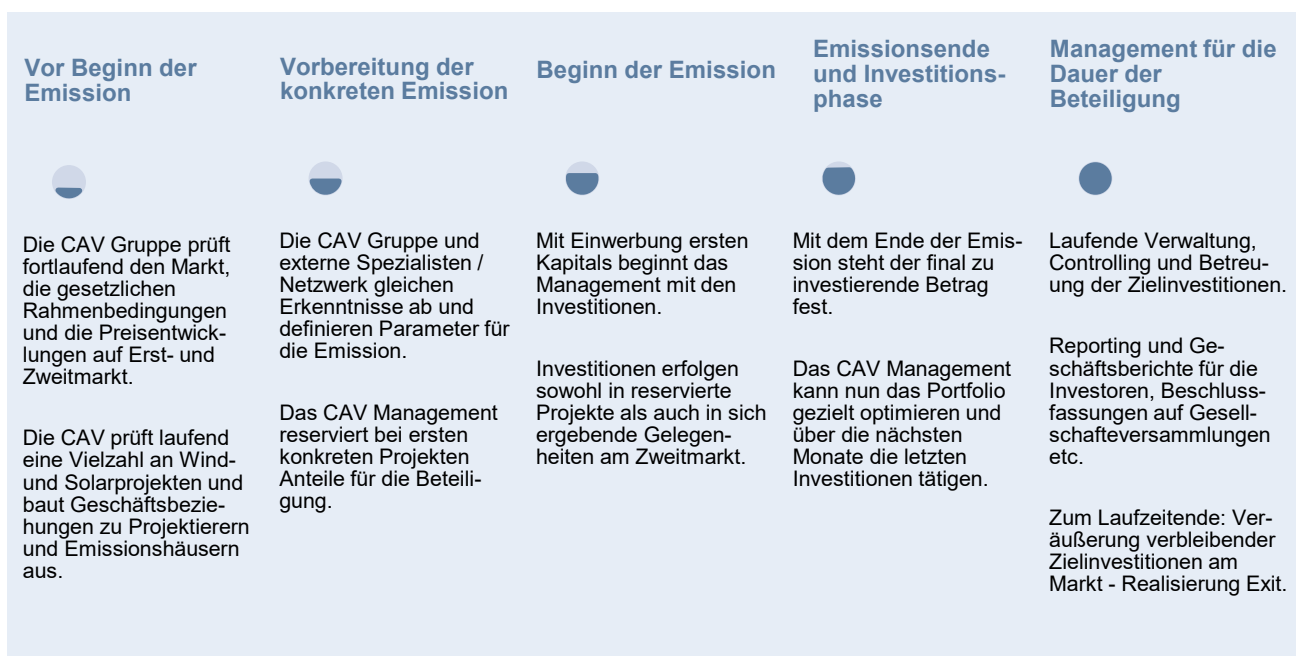 Vor Beginn der
Emission
Die CAV Gruppe prüft
fortlaufend den Markt,
die gesetzlichen
Rahmenbedingungen
und die Preisentwick-
lungen auf Erst- und
Zweitmarkt.
Die CAV prüft laufend
eine Vielzahl an Wind-
und Solarprojekten und
baut Geschäftsbezie-
hungen zu Projektierern
und Emissionshäusern
aus.
Vorbereitung der
konkreten Emission
Die CAV Gruppe und
externe Spezialisten /
Netzwerk gleichen
Erkenntnisse ab und
definieren Parameter für
die Emission.
Das CAV Management
reserviert bei ersten
konkreten Projekten
Anteile für die Beteili-
gung.
Beginn der Emission
Mit Einwerbung ersten
Kapitals beginnt das
Management mit den
Investitionen.
Investitionen erfolgen
sowohl in reservierte
Projekte als auch in sich
ergebende Gelegen-
heiten am Zweitmarkt.
Emissionsende
und Investitions-
phase
Mit dem Ende der Emis-
sion steht der final zu
investierende Betrag
fest.
Das CAV Management
kann nun das Portfolio
gezielt optimieren und
über die nächsten
Monate die letzten
Investitionen tätigen.
Management für die
Dauer der
Beteiligung
Laufende Verwaltung,
Controlling und Betreu-
ung der Zielinvestitionen.
Reporting und Ge-
schäftsberichte für die
Investoren, Beschluss-
fassungen auf Gesell-
schafteversammlungen
etc.
Zum Laufzeitende: Ver-
äußerung verbleibender
Zielinvestitionen am
Markt - Realisierung Exit.